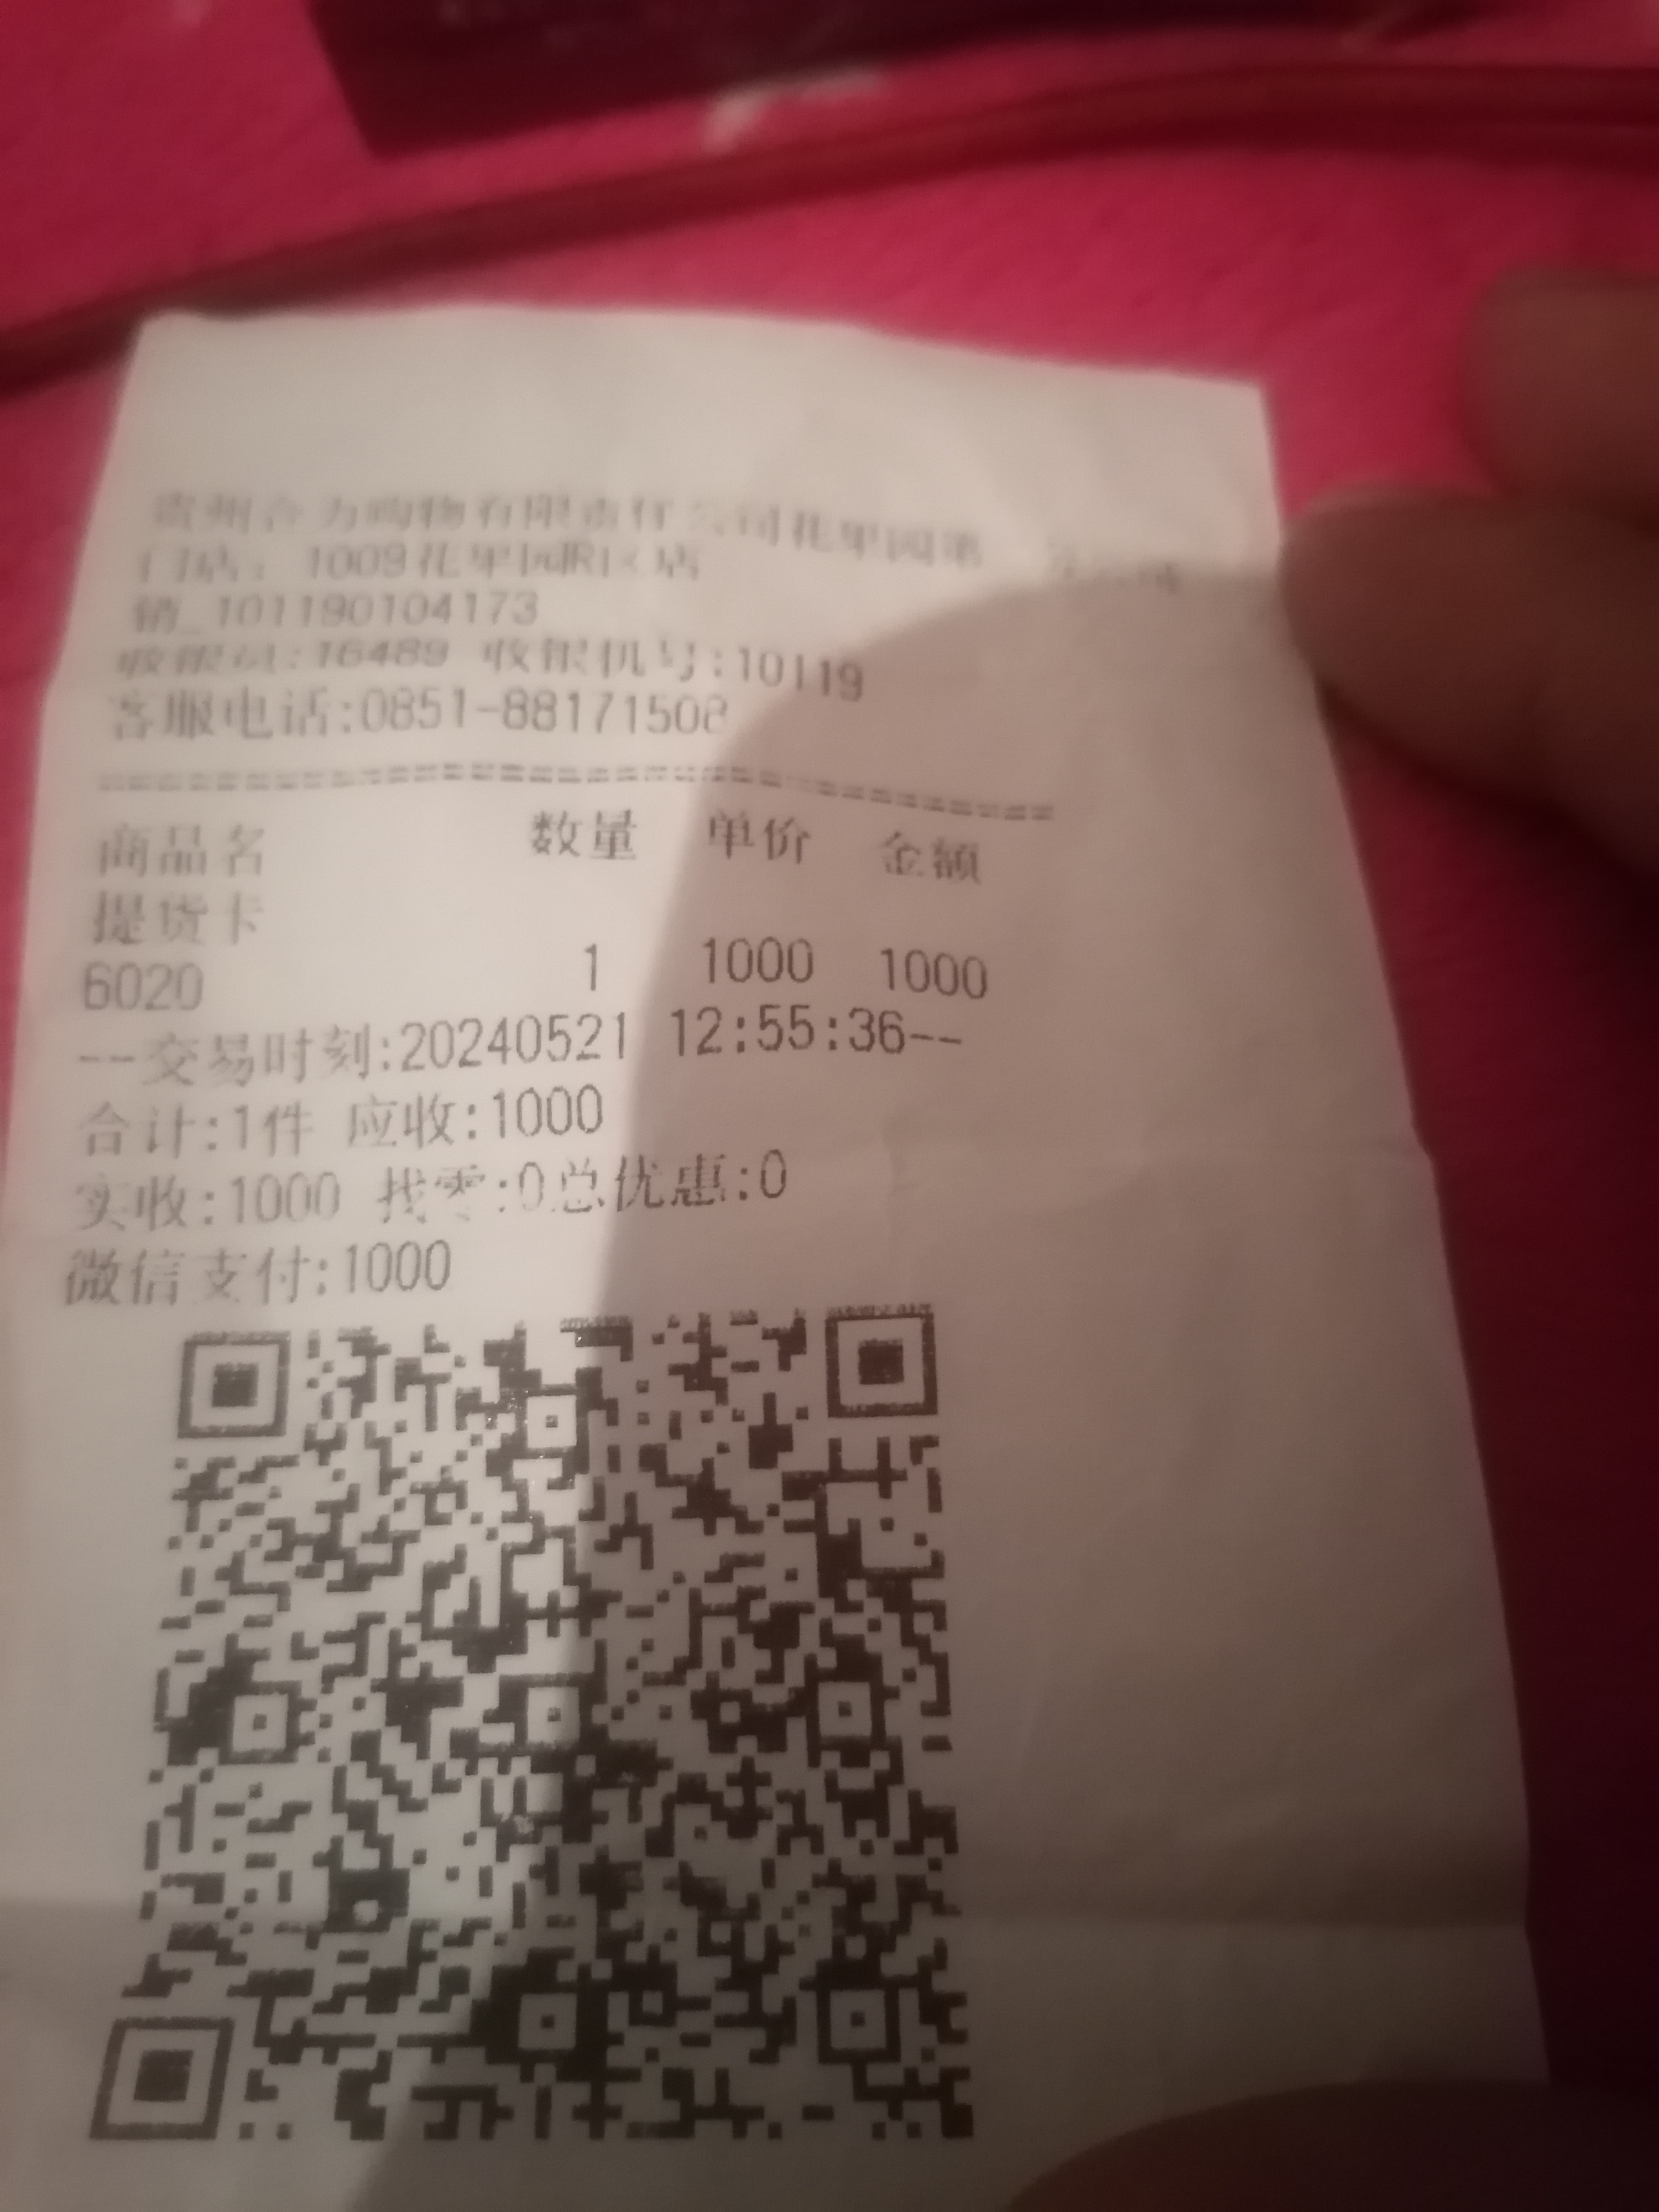 贵州合力购物有限责任公司花果园第
门店：1009花果园R区店
销_101190104173
收银员:16489 收银机号:10119
客服电话:0851-88171508
商品名 数量 单价 金额
提货卡
6020 1 1000 1000
--交易时刻:20240521 12:55:36--
合计:1件 应收:1000
实收:1000 找零:0总优惠:0
微信支付:1000